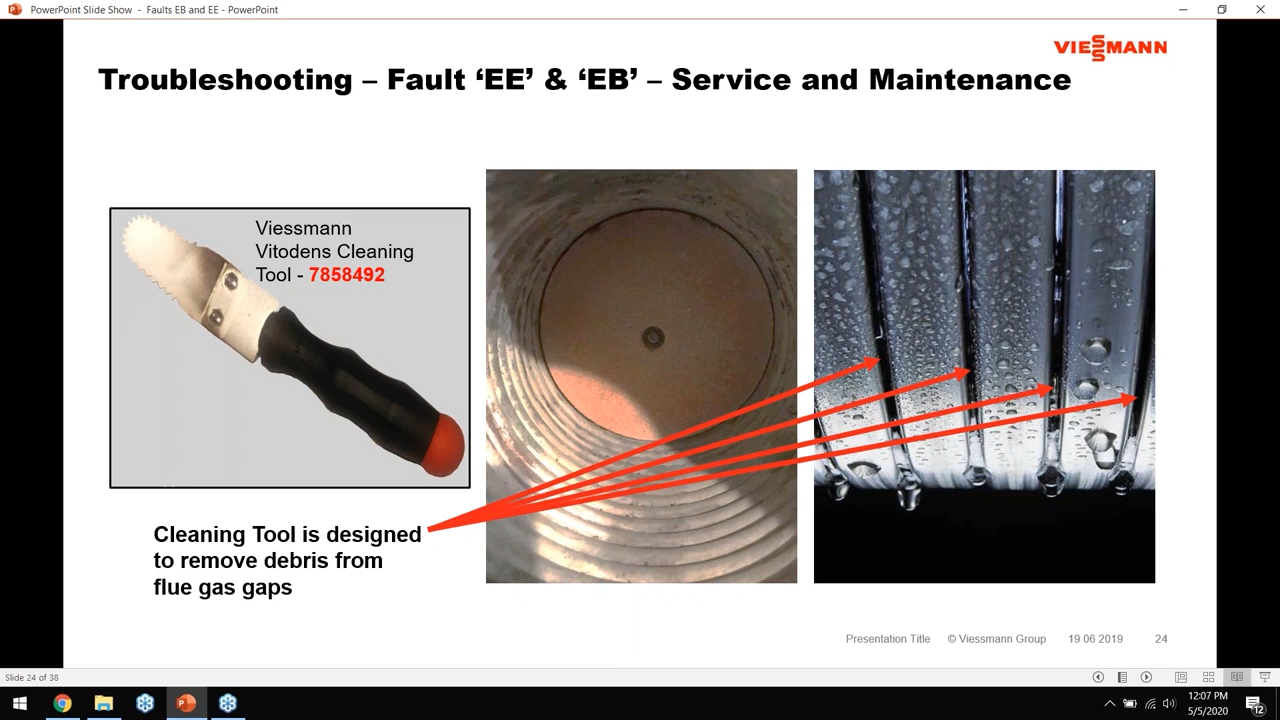 PowerPoint Slide Show - Faults EB and EE - PowerPoint
VIESSMANN
Troubleshooting – Fault ‘EE’ & ‘EB’ – Service and Maintenance
Viessmann
Vitodens Cleaning
Tool - 7858492
Cleaning Tool is designed
to remove debris from
flue gas gaps
Presentation Title © Viessmann Group 19 06 2019 24
Slide 24 of 38
12:07 PM
5/5/2020
12